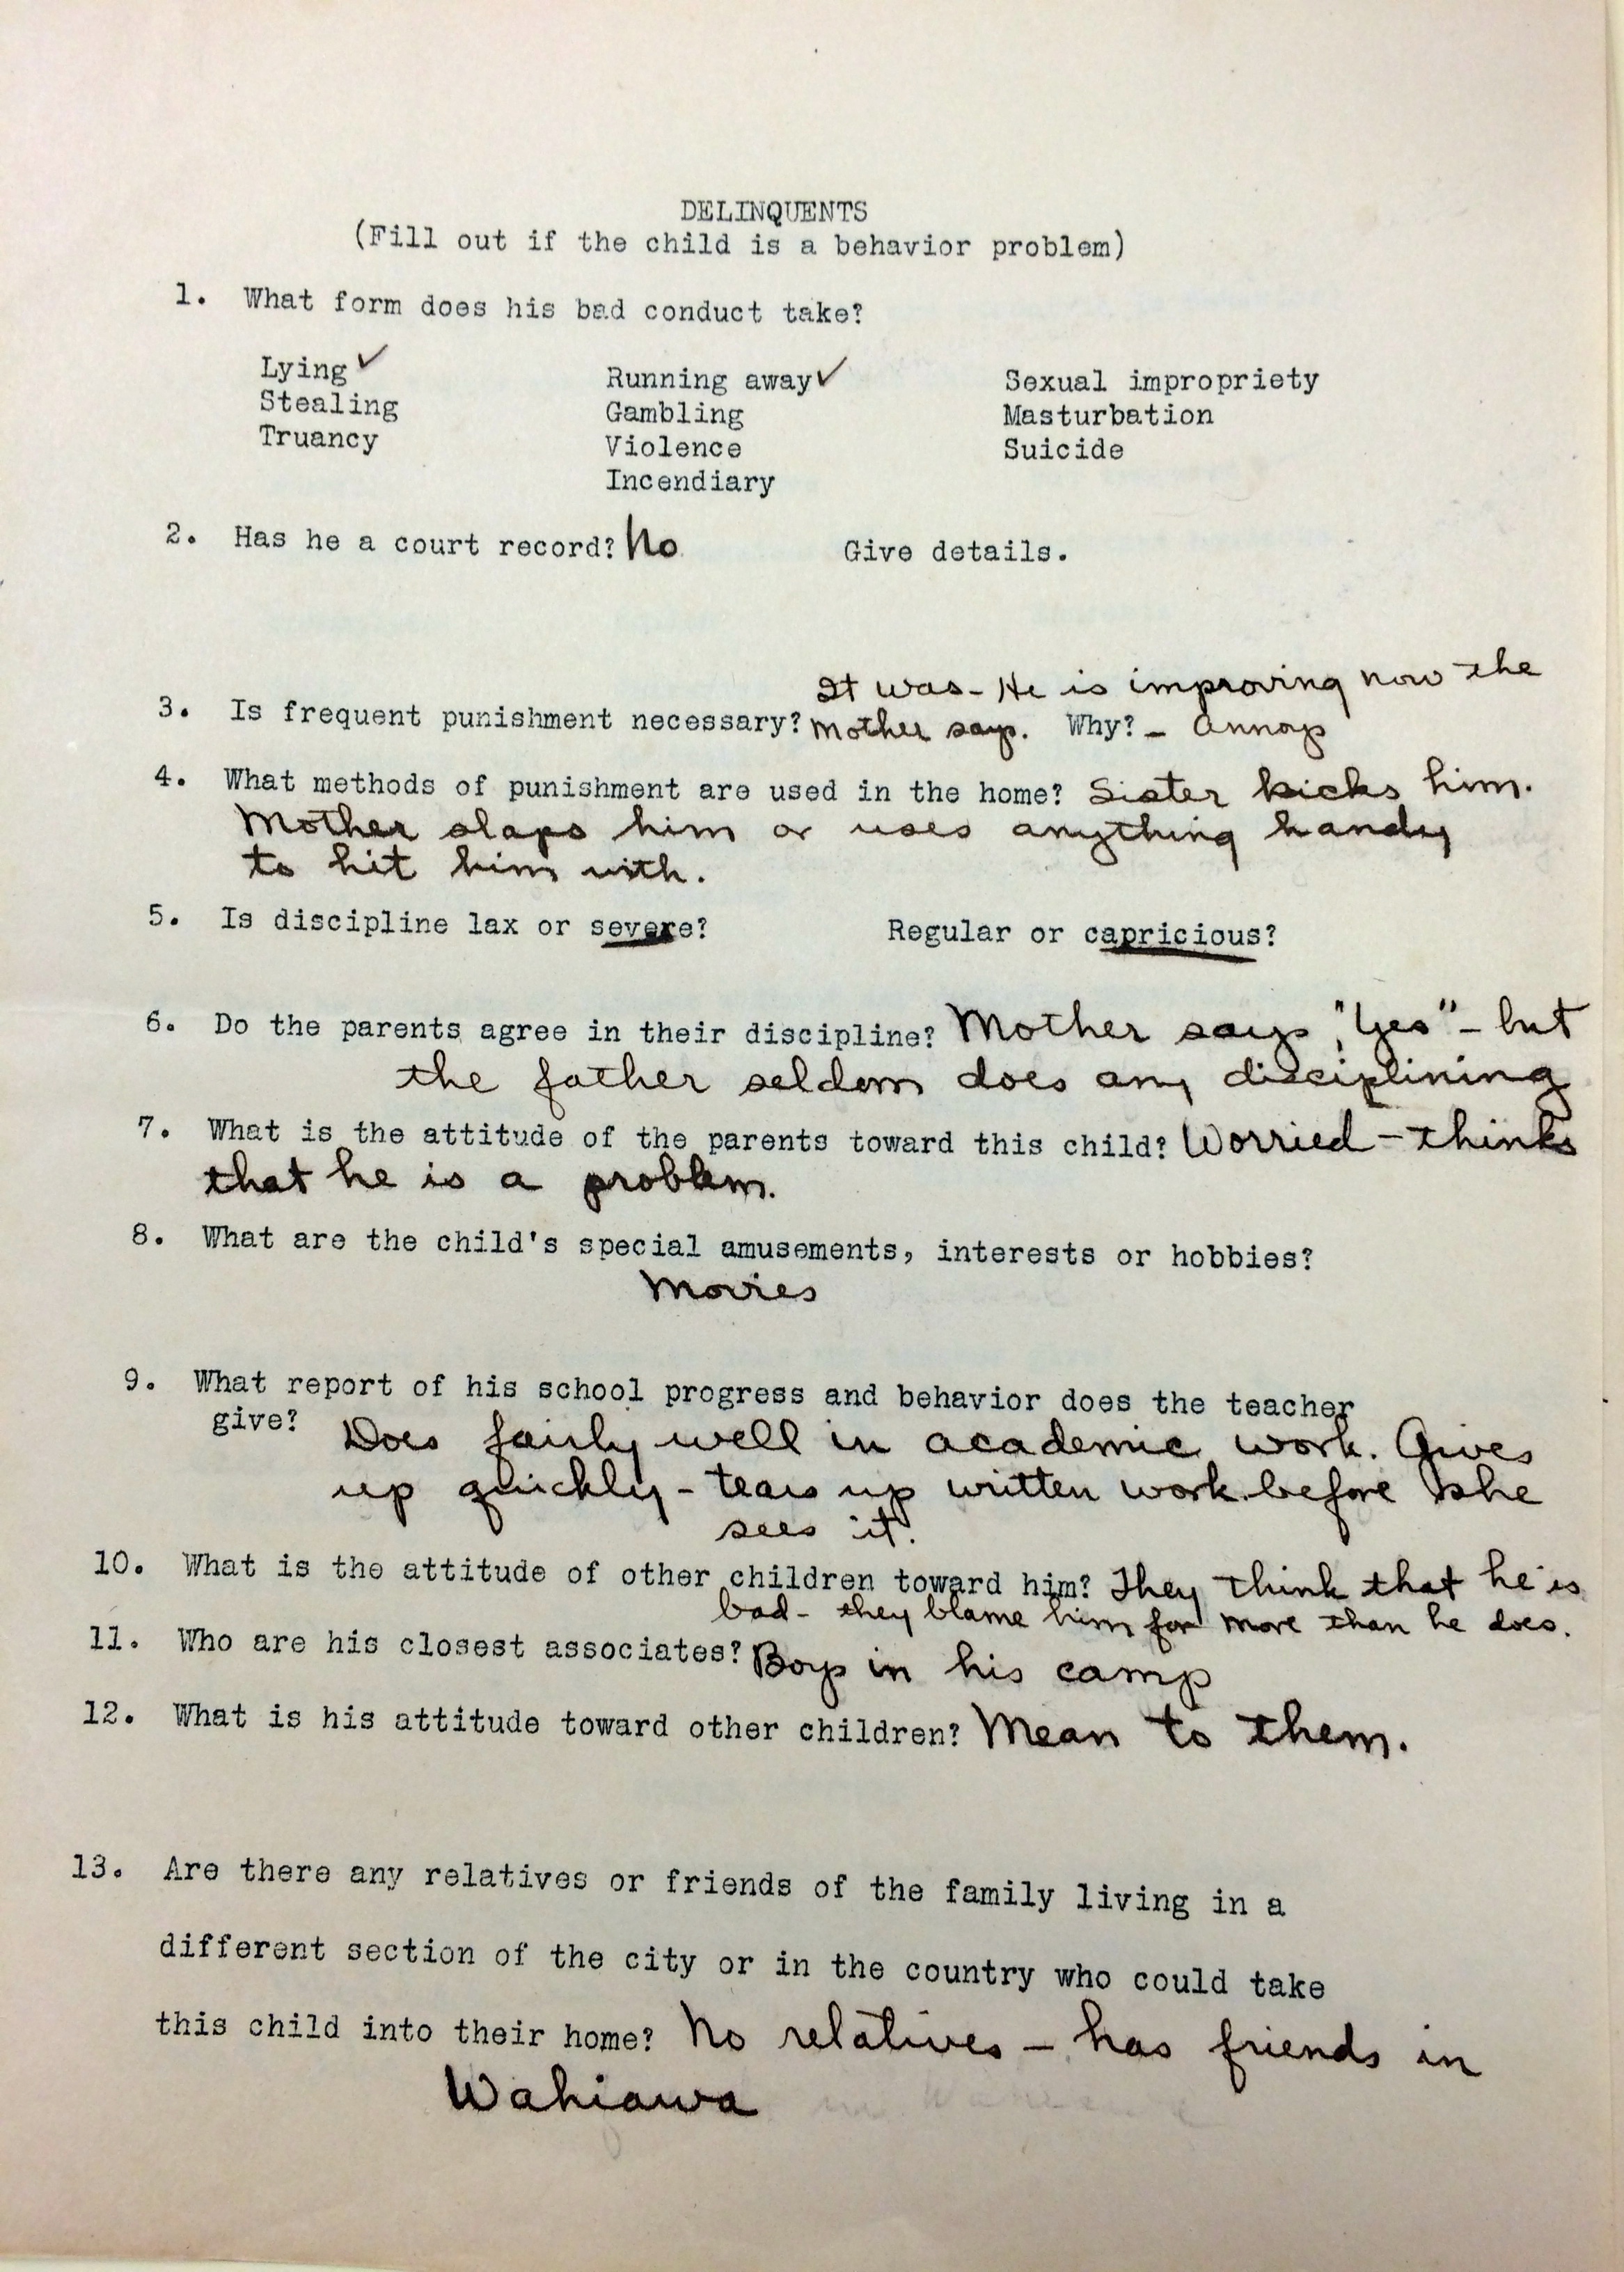 DELINQUENTS
(Fill out if the child is a behavior problem)
1. What form does his bad conduct take?
Lying ✓ Running away ✓ Sexual impropriety
Stealing Gambling Masturbation
Truancy Violence Suicide
Incendiary
2. Has he a court record? No Give details.
It was - He is improving now the
3. Is frequent punishment necessary? Mother says. Why? - Annoys
4. What methods of punishment are used in the home? Sister kicks him.
Mother slaps him or uses anything handy
to hit him with.
5. Is discipline lax or severe? Regular or capricious?
6. Do the parents agree in their discipline? Mother says, "Yes" - but
the father seldom does any disciplining
7. What is the attitude of the parents toward this child? Worried - thinks
that he is a problem.
8. What are the child's special amusements, interests or hobbies?
Movies
9. What report of his school progress and behavior does the teacher
give? Does fairly well in academic work. Gives
up quickly - tears up written work before she
sees it.
10. What is the attitude of other children toward him? They think that he is
bad - they blame him for more than he does.
11. Who are his closest associates? Boys in his camp
12. What is his attitude toward other children? Mean to them.
13. Are there any relatives or friends of the family living in a
different section of the city or in the country who could take
this child into their home? No relatives - has friends in
Wahiawa